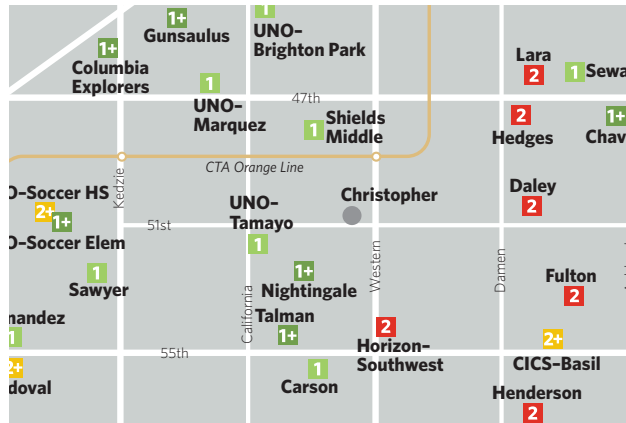 1+
Gunsaulus
1
UNO–
Brighton Park
1+
Columbia
Explorers
Lara
2
1
Sewa
1
47th
UNO–
Marquez
1
Shields
Middle
2
Hedges
1+
Chav
CTA Orange Line
Kedzie
O–Soccer HS
2+
1+
O–Soccer Elem
UNO–
Tamayo
1
Christopher
Daley
2
51st
1
Sawyer
1+
Nightingale
California
Western
Damen
Fulton
2
nandez
1
Talman
1+
2
Horizon–
Southwest
2+
CICS–Basil
55th
2+
doval
1
Carson
Henderson
2